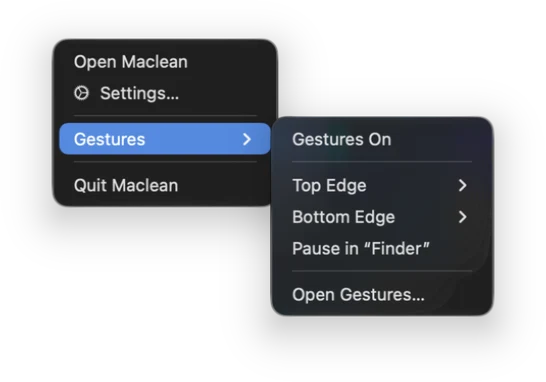 Open Maclean
Settings...
Gestures
Quit Maclean
Gestures On
Top Edge
Bottom Edge
Pause in “Finder”
Open Gestures...